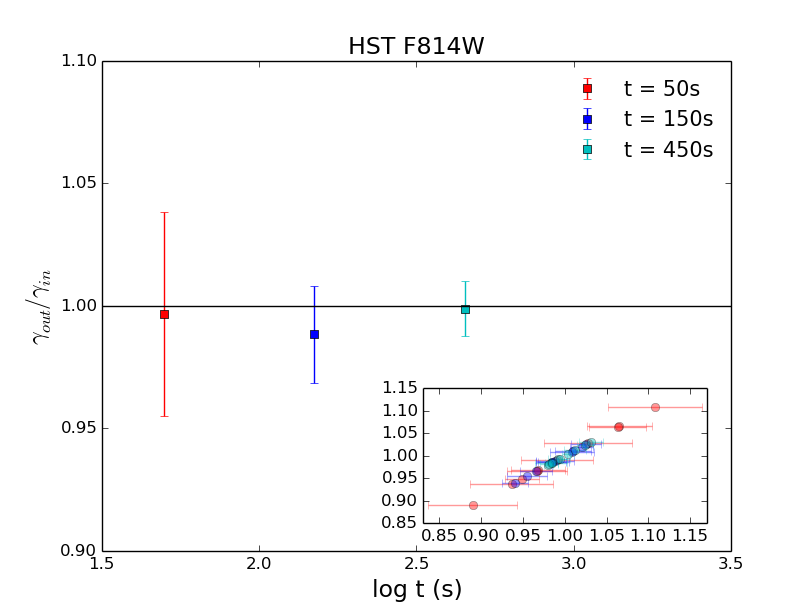 HST F814W
1.10
1.05
1.00
0.95
0.90
γout/γin
t = 50s
t = 150s
t = 450s
1.15
1.10
1.05
1.00
0.95
0.90
0.85
0.85 0.90 0.95 1.00 1.05 1.10 1.15
1.5 2.0 2.5 3.0 3.5
log t (s)